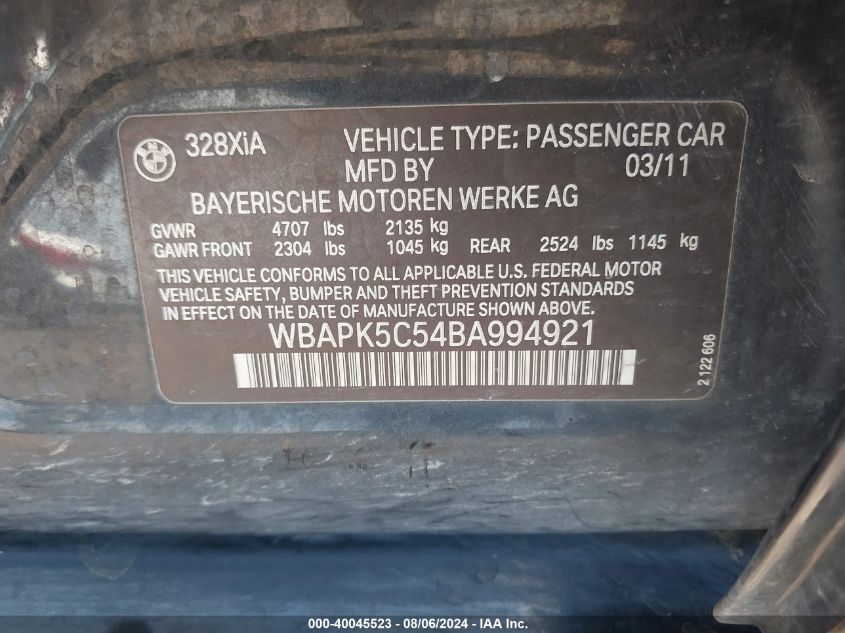 328XiA VEHICLE TYPE: PASSENGER CAR
MFD BY 03/11
BAYERISCHE MOTOREN WERKE AG
GVWR 4707 lbs 2135 kg
GAWR FRONT 2304 lbs 1045 kg REAR 2524 lbs 1145 kg
THIS VEHICLE CONFORMS TO ALL APPLICABLE U.S. FEDERAL MOTOR
VEHICLE SAFETY, BUMPER AND THEFT PREVENTION STANDARDS
IN EFFECT ON THE DATE OF MANUFACTURE SHOWN ABOVE.
WBAPK5C54BA994921
2 122 606
000-40045523 - 08/06/2024 - IAA Inc.